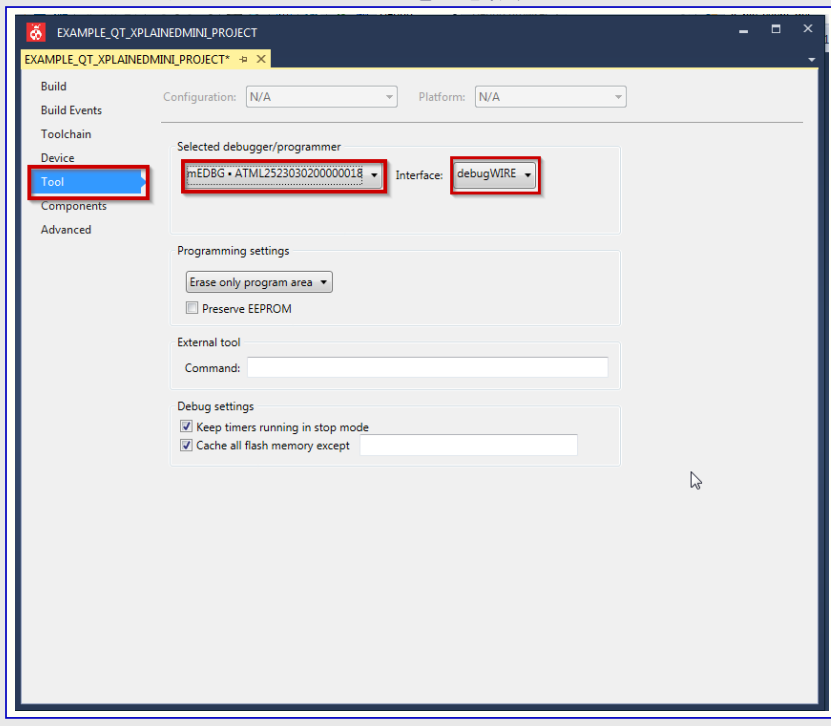 EXAMPLE_QT_XPLAINEDMINI_PROJECT
EXAMPLE_QT_XPLAINEDMINI_PROJECT*
Build
Build Events
Toolchain
Device
Tool
Components
Advanced
Configuration: N/A Platform: N/A
Selected debugger/programmer
mEDBG • ATML2523030200000018 Interface: debugWIRE
Programming settings
Erase only program area
Preserve EEPROM
External tool
Command:
Debug settings
Keep timers running in stop mode
Cache all flash memory except